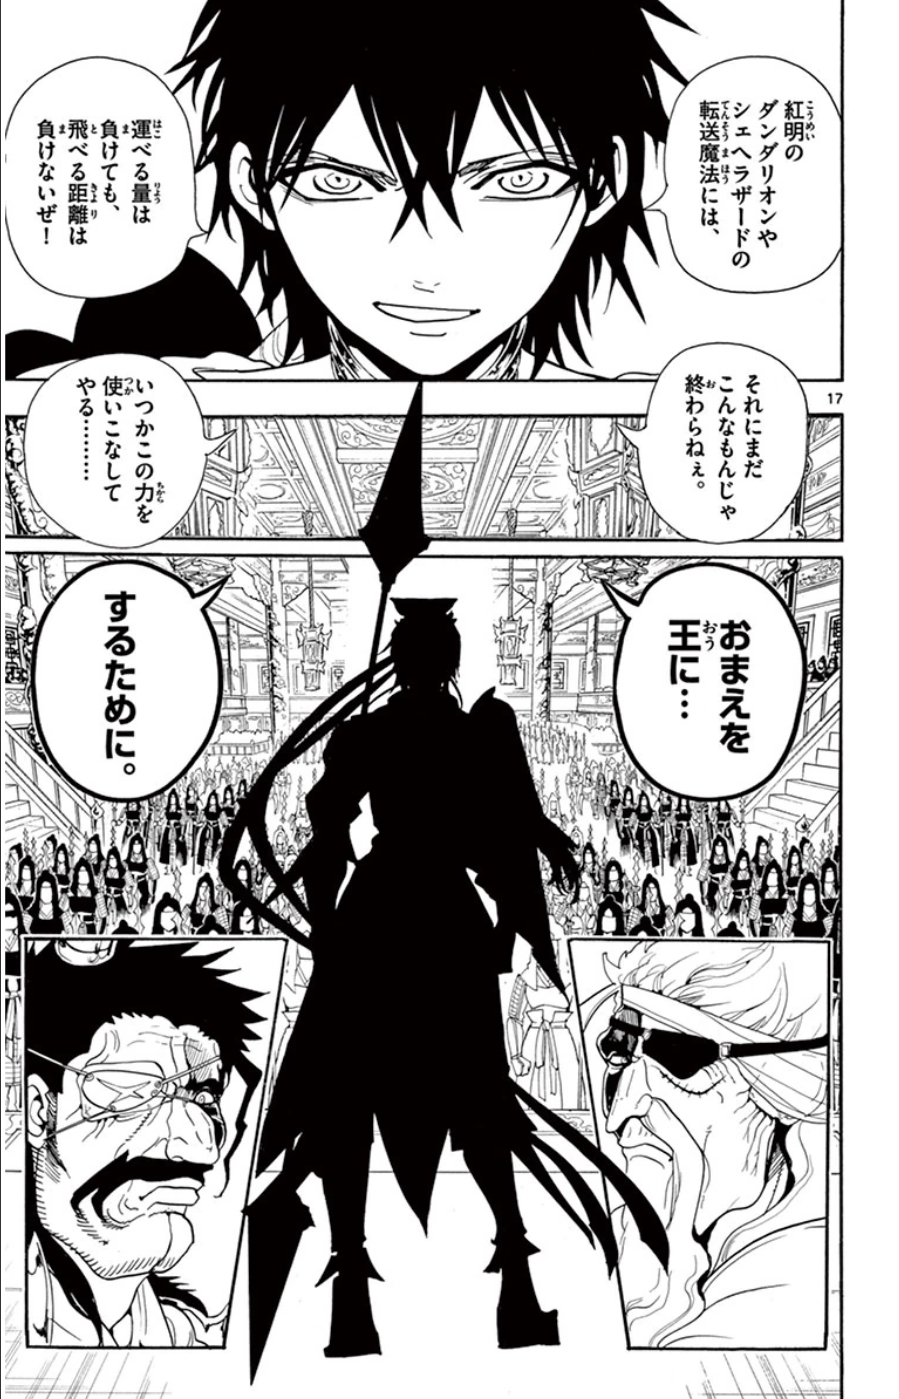 紅明の
ダンダリオンや
シェヘラザードの
転送魔法には、
運べる量は
負けても、
飛べる距離は
負けないぜ！
17
それにまだ
こんなもんじゃ
終わらねぇ。
いつかこの力を
使いこなして
やる………
おまえを
王に…
するために。